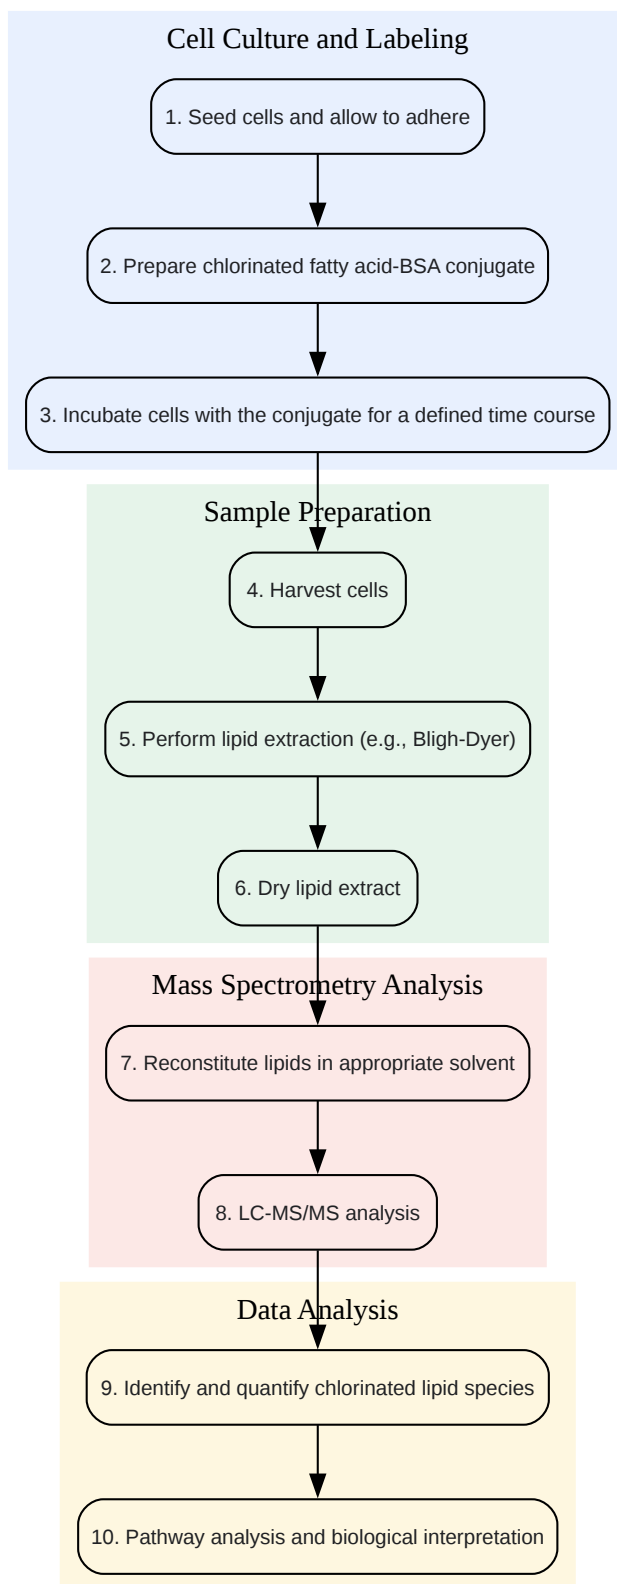 Cell Culture and Labeling
1. Seed cells and allow to adhere
2. Prepare chlorinated fatty acid-BSA conjugate
3. Incubate cells with the conjugate for a defined time course
Sample Preparation
4. Harvest cells
5. Perform lipid extraction (e.g., Bligh-Dyer)
6. Dry lipid extract
Mass Spectrometry Analysis
7. Reconstitute lipids in appropriate solvent
8. LC-MS/MS analysis
Data Analysis
9. Identify and quantify chlorinated lipid species
10. Pathway analysis and biological interpretation